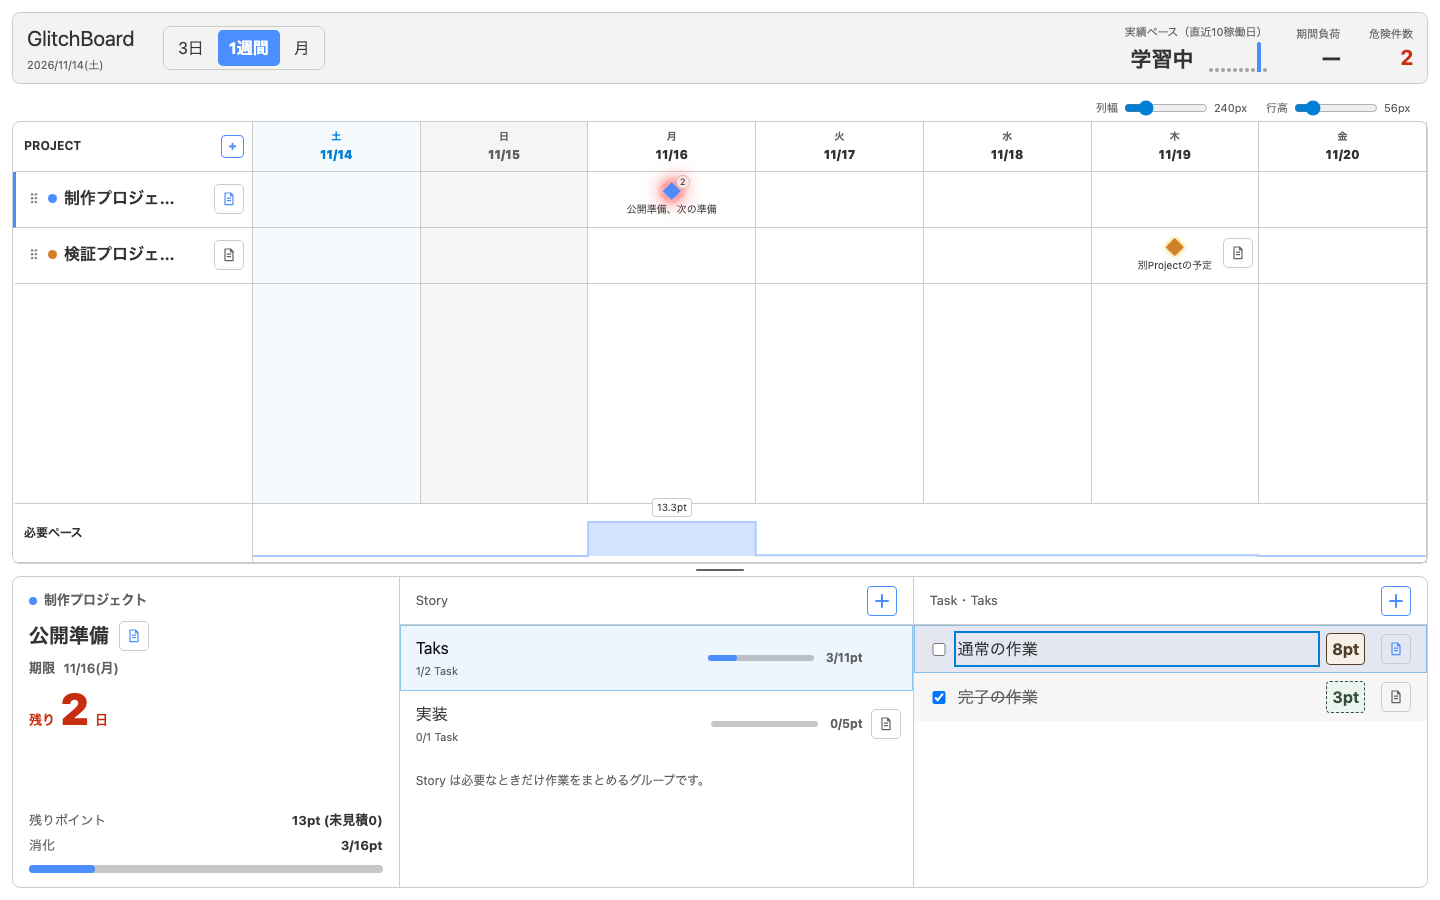 GlitchBoard
2026/11/14(土)
3日 1週間 月
実績ペース（直近10稼働日）
学習中
期間負荷
—
危険件数
2
列幅 240px 行高 56px
PROJECT +
土
11/14
日
11/15
月
11/16
火
11/17
水
11/18
木
11/19
金
11/20
制作プロジェ...
2
公開準備、次の準備
検証プロジェ...
別Projectの予定
必要ペース
13.3pt
制作プロジェクト
公開準備
期限 11/16(月)
残り 2 日
残りポイント 13pt (未見積0)
消化 3/16pt
Story +
Taks
1/2 Task
3/11pt
実装
0/1 Task
0/5pt
Story は必要なときだけ作業をまとめるグループです。
Task · Taks +
通常の作業 8pt
完了の作業 3pt